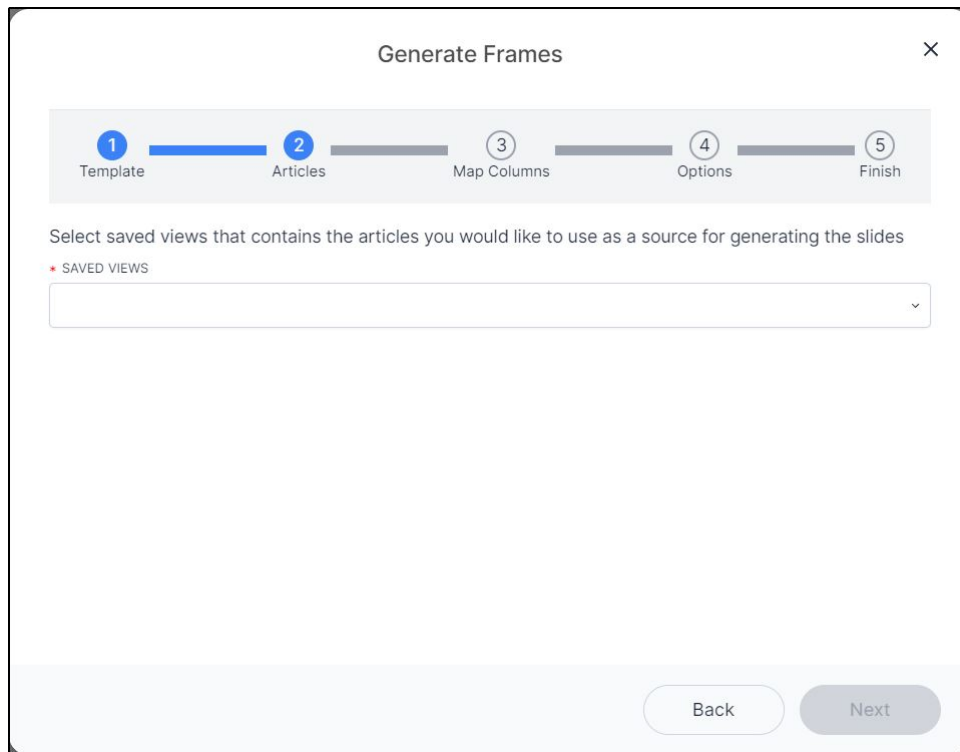 Generate Frames
1 2 3 4 5
Template Articles Map Columns Options Finish
Select saved views that contains the articles you would like to use as a source for generating the slides
* SAVED VIEWS
Back Next